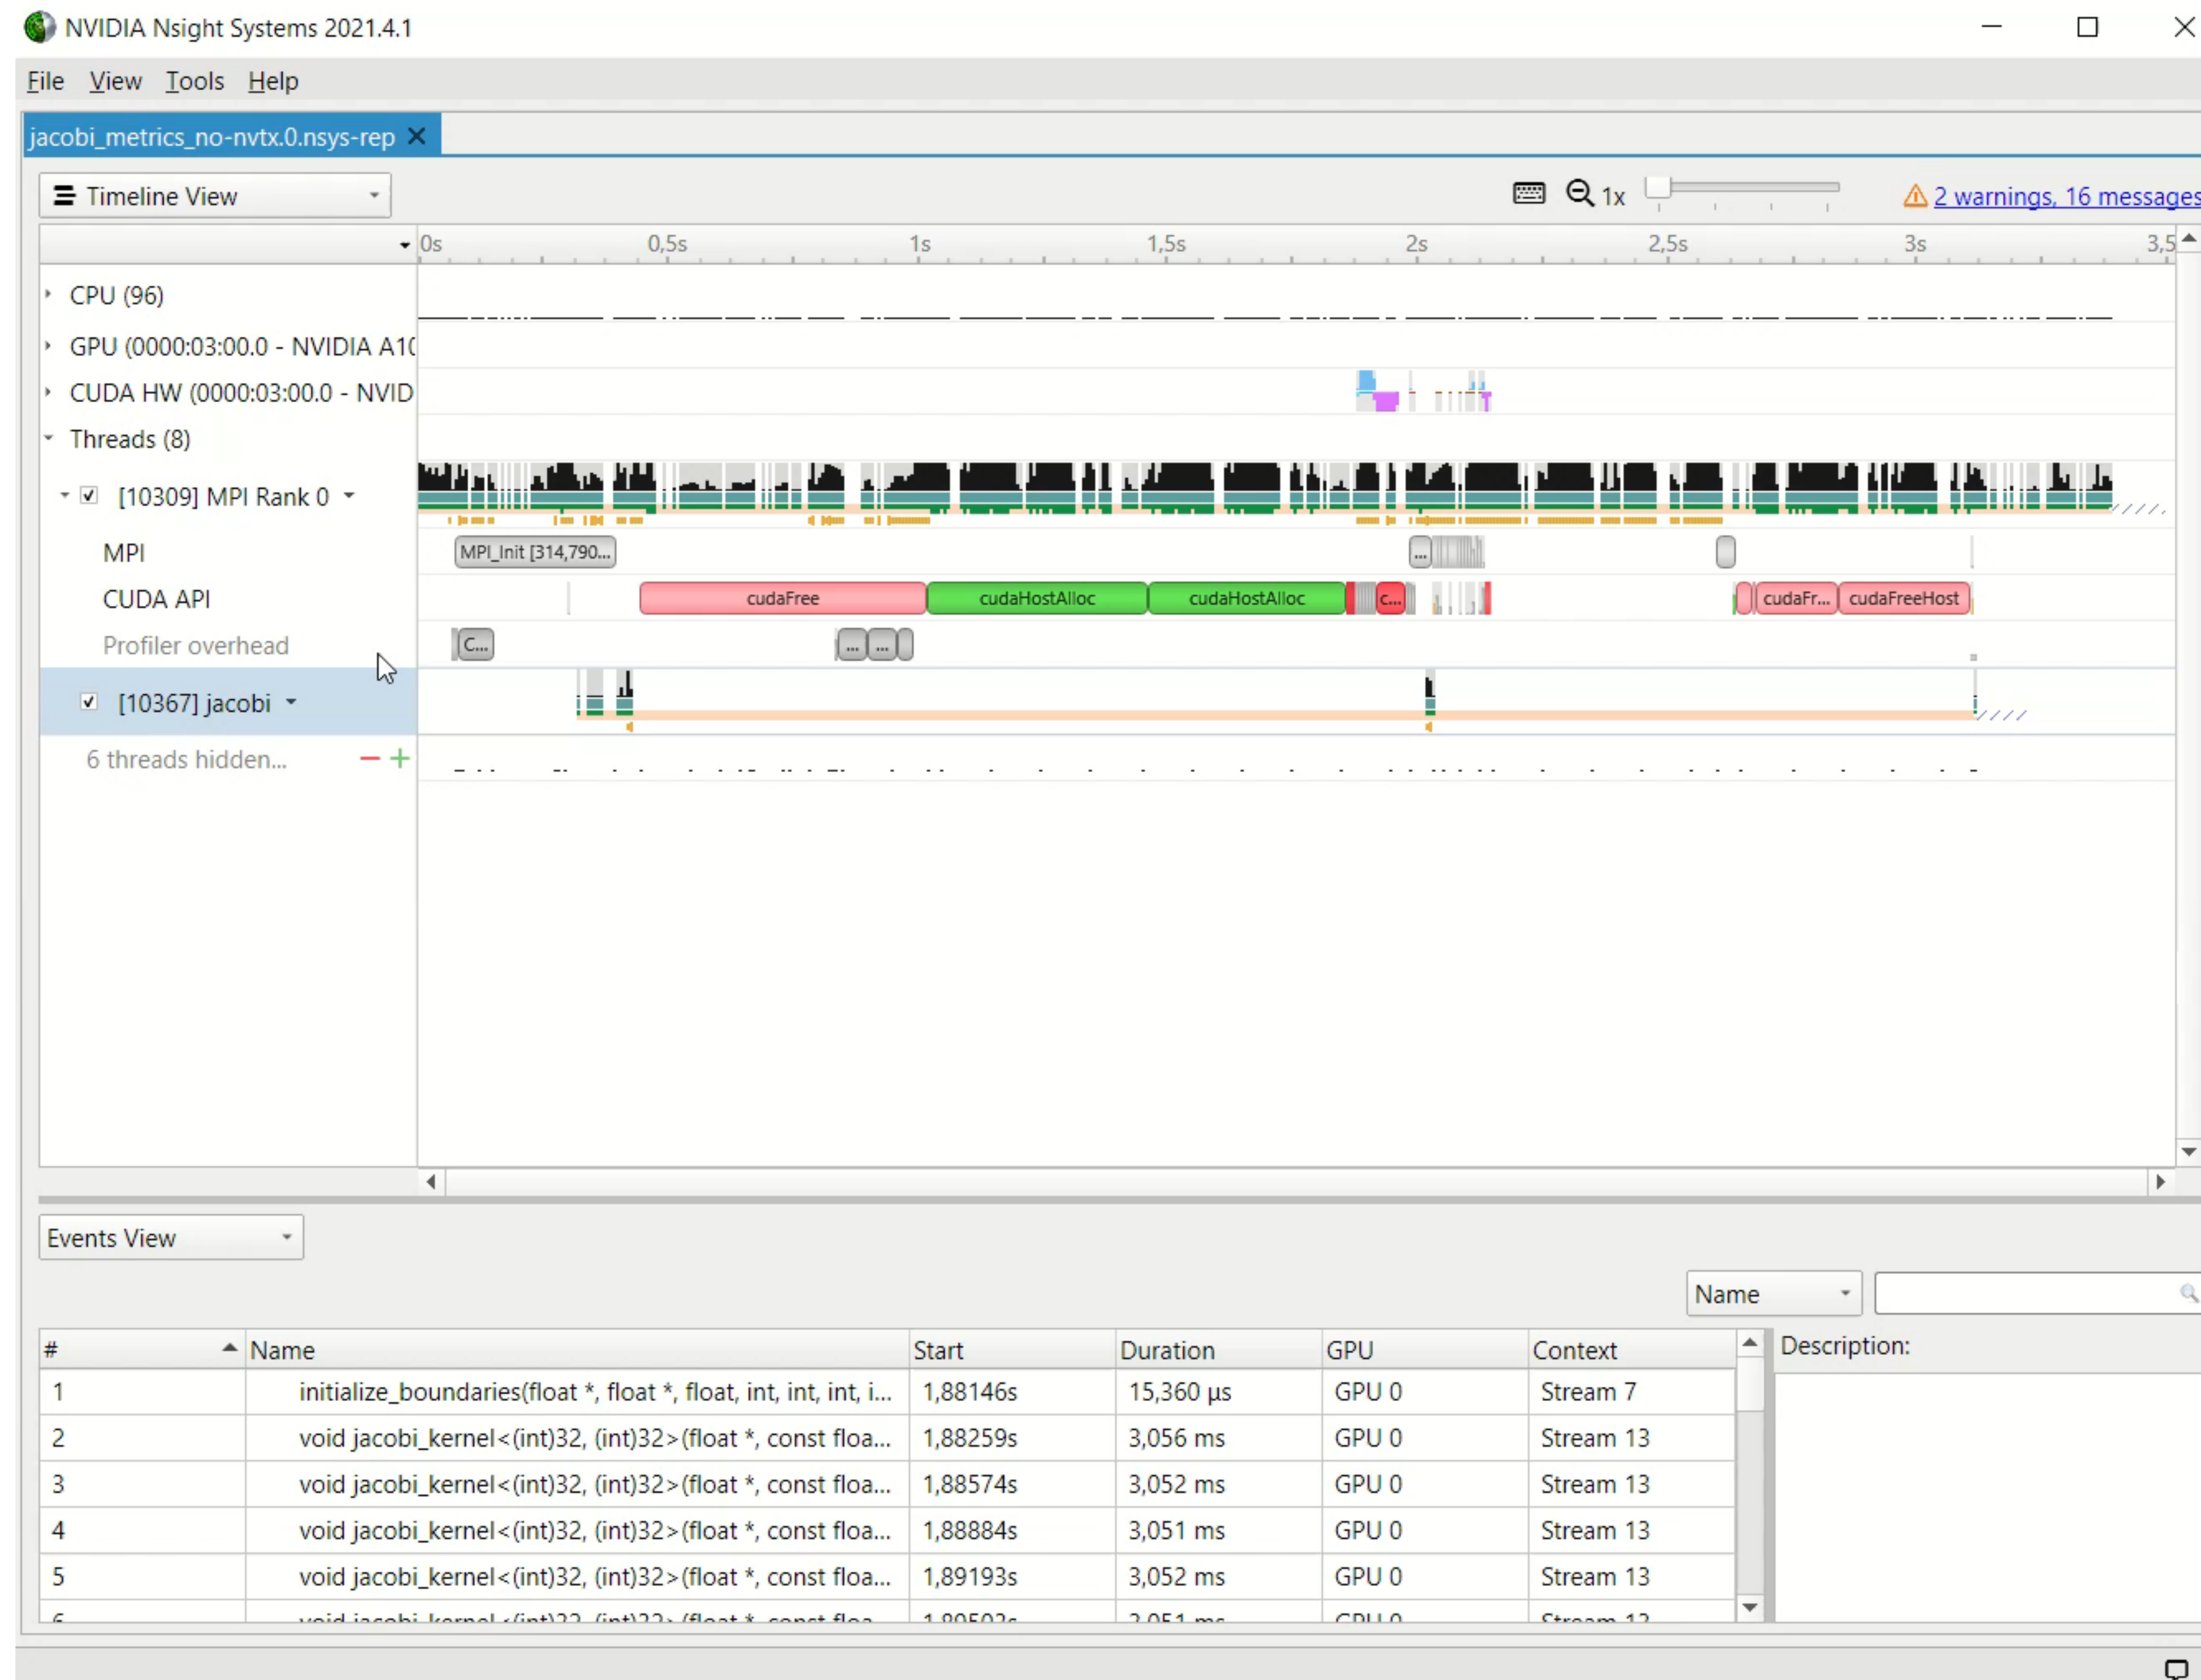 NVIDIA Nsight Systems 2021.4.1
File View Tools Help
jacobi_metrics_no-nvtx.0.nsys-rep
Timeline View
1x
2 warnings, 16 messages
0s 0,5s 1s 1,5s 2s 2,5s 3s 3,5
CPU (96)
GPU (0000:03:00.0 - NVIDIA A10
CUDA HW (0000:03:00.0 - NVID
Threads (8)
[10309] MPI Rank 0
MPI
MPI_Init [314,790...
...
CUDA API
cudaFree cudaHostAlloc cudaHostAlloc c... cudaFr... cudaFreeHost
Profiler overhead
C... ... ...
[10367] jacobi
6 threads hidden... − +
Events View
Name
# Name Start Duration GPU Context
Description:
1 initialize_boundaries(float *, float *, float, int, int, int, i... 1,88146s 15,360 μs GPU 0 Stream 7
2 void jacobi_kernel<(int)32, (int)32>(float *, const floa... 1,88259s 3,056 ms GPU 0 Stream 13
3 void jacobi_kernel<(int)32, (int)32>(float *, const floa... 1,88574s 3,052 ms GPU 0 Stream 13
4 void jacobi_kernel<(int)32, (int)32>(float *, const floa... 1,88884s 3,051 ms GPU 0 Stream 13
5 void jacobi_kernel<(int)32, (int)32>(float *, const floa... 1,89193s 3,052 ms GPU 0 Stream 13